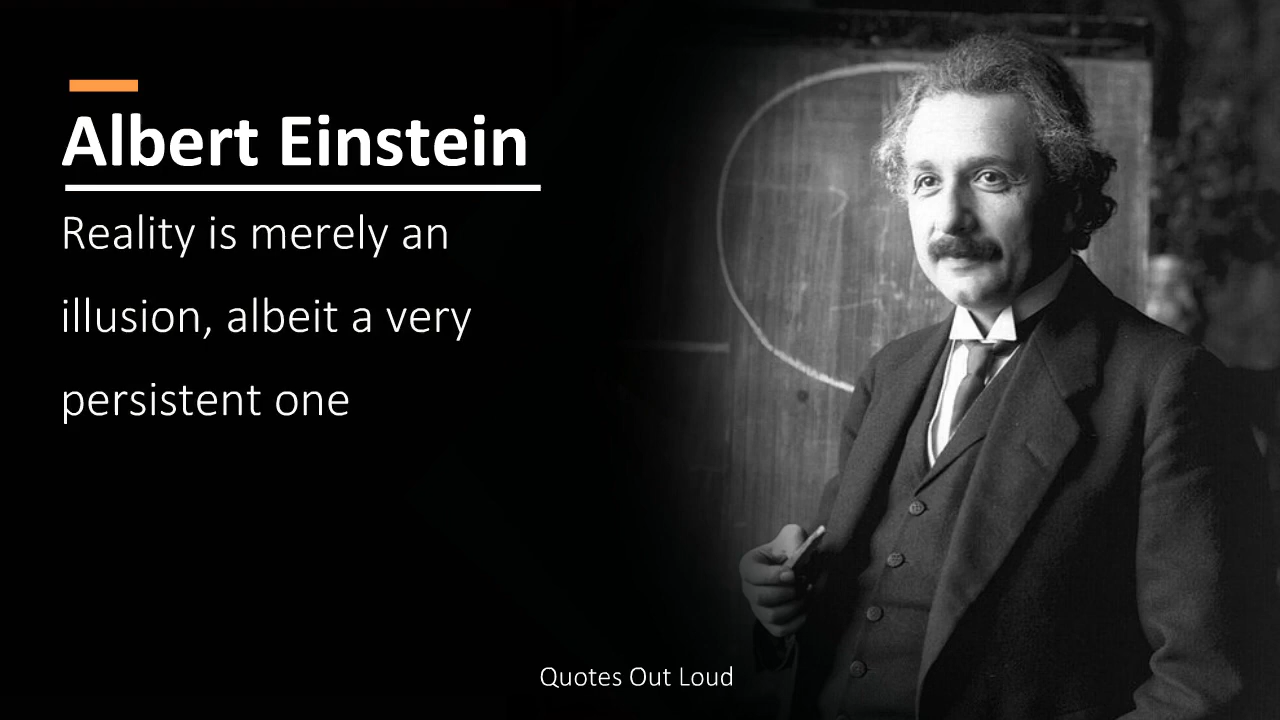 Albert Einstein
Reality is merely an
illusion, albeit a very
persistent one
Quotes Out Loud